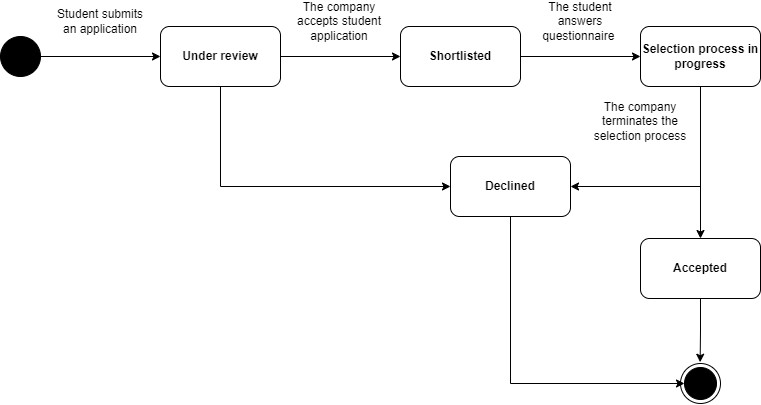 Student submits
an application
The company
accepts student
application
The student
answers
questionnaire
Under review
Shortlisted
Selection process in
progress
The company
terminates the
selection process
Declined
Accepted